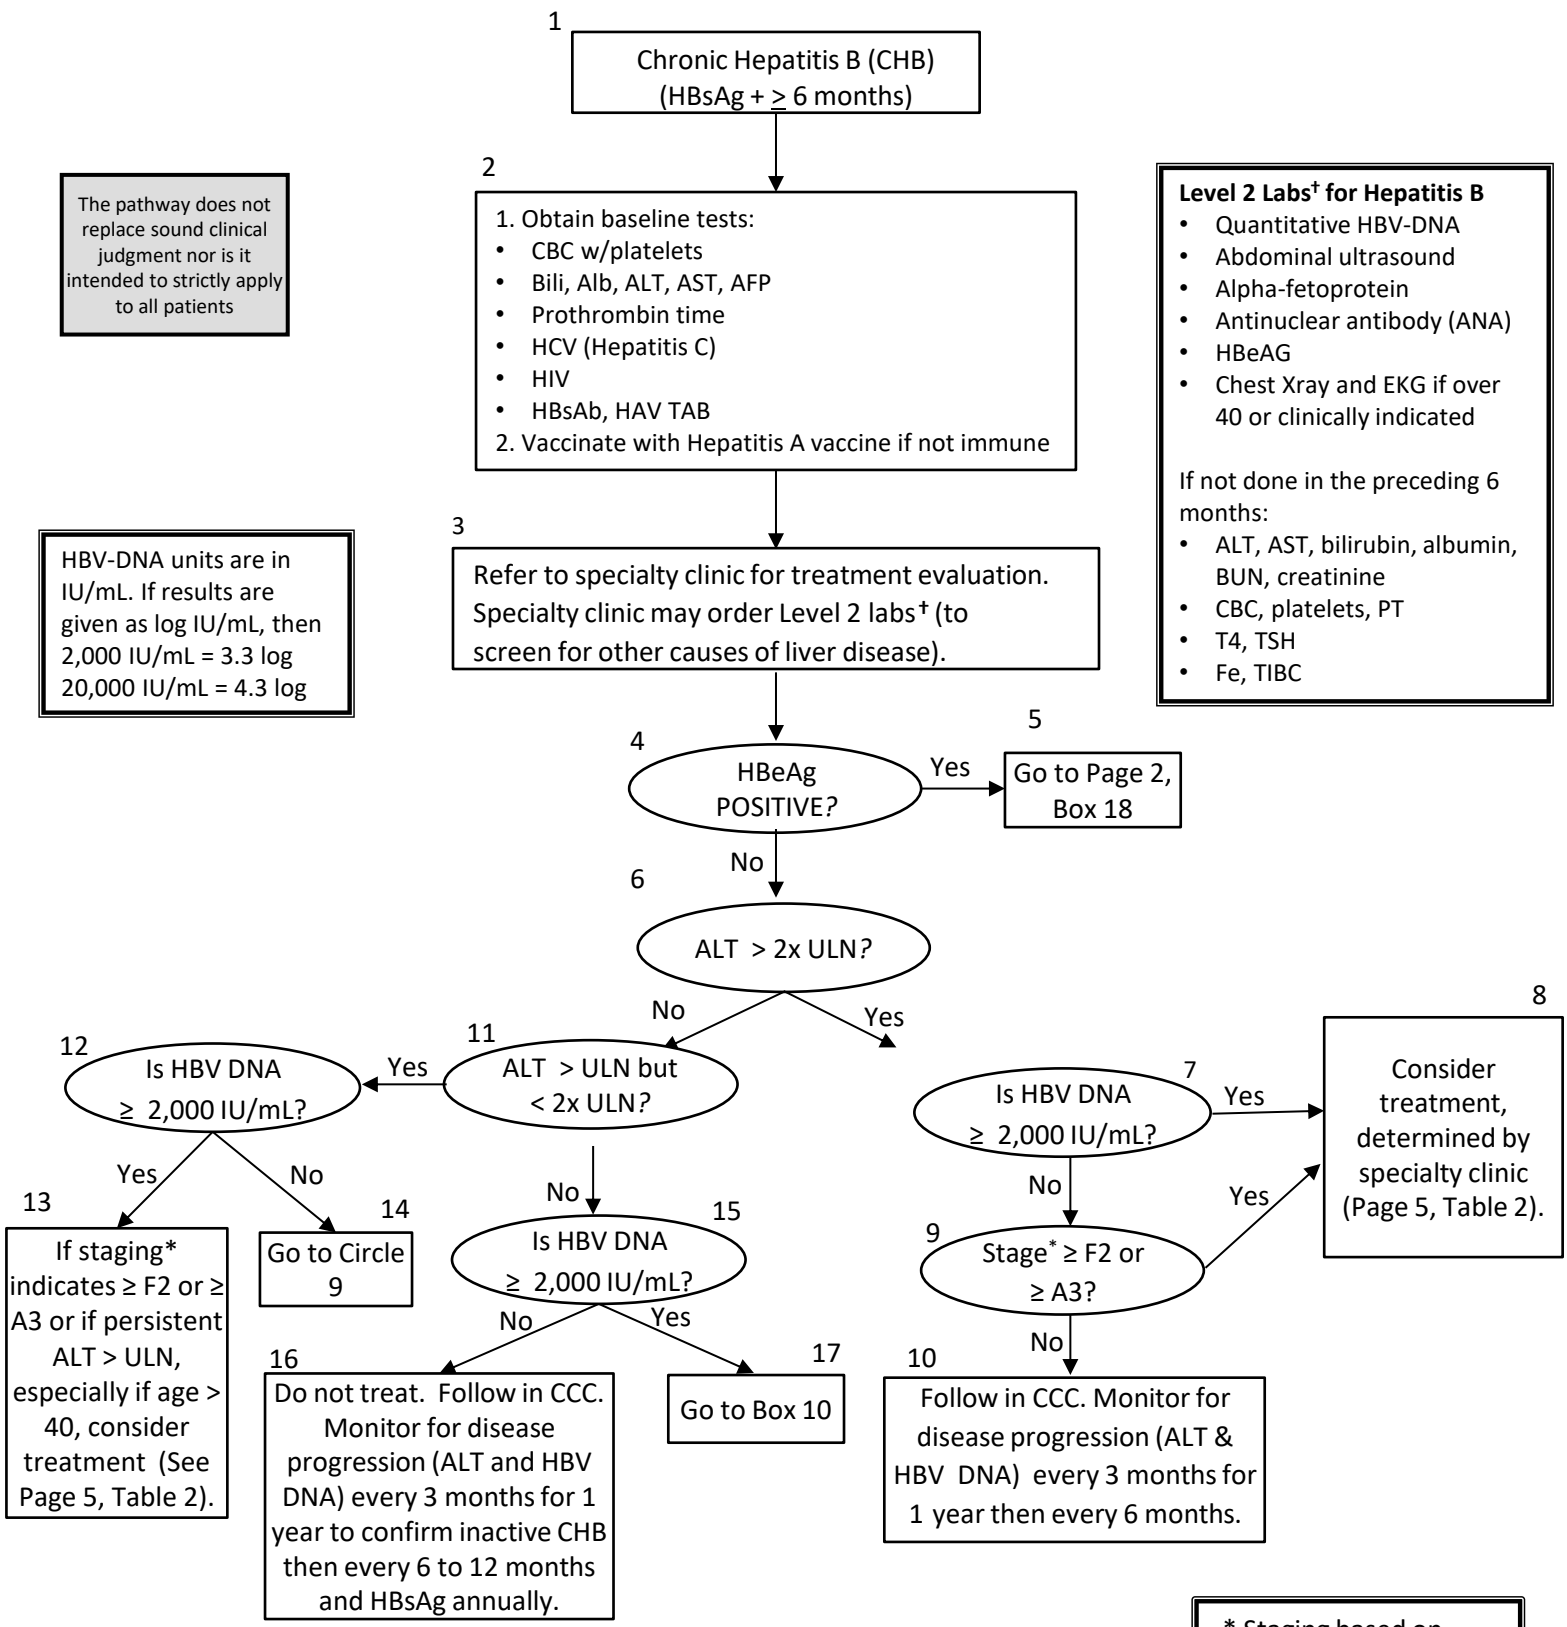 1
Chronic Hepatitis B (CHB)
(HBsAg + ≥ 6 months)
The pathway does not
replace sound clinical
judgment nor is it
intended to strictly apply
to all patients
2
1. Obtain baseline tests:
• CBC w/platelets
• Bili, Alb, ALT, AST, AFP
• Prothrombin time
• HCV (Hepatitis C)
• HIV
• HBsAb, HAV TAB
2. Vaccinate with Hepatitis A vaccine if not immune
Level 2 Labs† for Hepatitis B
• Quantitative HBV-DNA
• Abdominal ultrasound
• Alpha-fetoprotein
• Antinuclear antibody (ANA)
• HBeAG
• Chest Xray and EKG if over
40 or clinically indicated
If not done in the preceding 6
months:
• ALT, AST, bilirubin, albumin,
BUN, creatinine
• CBC, platelets, PT
• T4, TSH
• Fe, TIBC
HBV-DNA units are in
IU/mL. If results are
given as log IU/mL, then
2,000 IU/mL = 3.3 log
20,000 IU/mL = 4.3 log
3
Refer to specialty clinic for treatment evaluation.
Specialty clinic may order Level 2 labs† (to
screen for other causes of liver disease).
4
HBeAg
POSITIVE?
Yes
5
Go to Page 2,
Box 18
No
6
ALT > 2x ULN?
No
Yes
11
ALT > ULN but
< 2x ULN?
Yes
12
Is HBV DNA
≥ 2,000 IU/mL?
Yes
No
13
If staging*
indicates ≥ F2 or ≥
A3 or if persistent
ALT > ULN,
especially if age >
40, consider
treatment (See
Page 5, Table 2).
14
Go to Circle
9
No
15
Is HBV DNA
≥ 2,000 IU/mL?
No
Yes
16
Do not treat. Follow in CCC.
Monitor for disease
progression (ALT and HBV
DNA) every 3 months for 1
year to confirm inactive CHB
then every 6 to 12 months
and HBsAg annually.
17
Go to Box 10
7
Is HBV DNA
≥ 2,000 IU/mL?
Yes
No
8
Consider
treatment,
determined by
specialty clinic
(Page 5, Table 2).
9
Stage* ≥ F2 or
≥ A3?
Yes
No
10
Follow in CCC. Monitor for
disease progression (ALT &
HBV DNA) every 3 months for
1 year then every 6 months.
* Staging based on